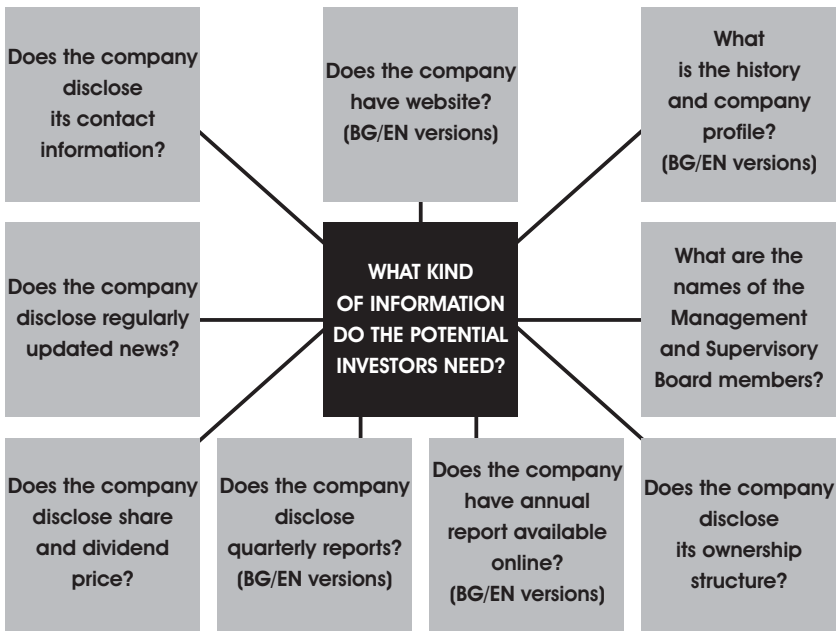 Does the company
disclose
its contact
information?
Does the company
have website?
(BG/EN versions)
What
is the history
and company
profile?
(BG/EN versions)
Does the company
disclose regularly
updated news?
WHAT KIND
OF INFORMATION
DO THE POTENTIAL
INVESTORS NEED?
What are the
names of the
Management
and Supervisory
Board members?
Does the company
disclose share
and dividend
price?
Does the company
disclose
quarterly reports?
(BG/EN versions)
Does the company
have annual
report available
online?
(BG/EN versions)
Does the company
disclose
its ownership
structure?